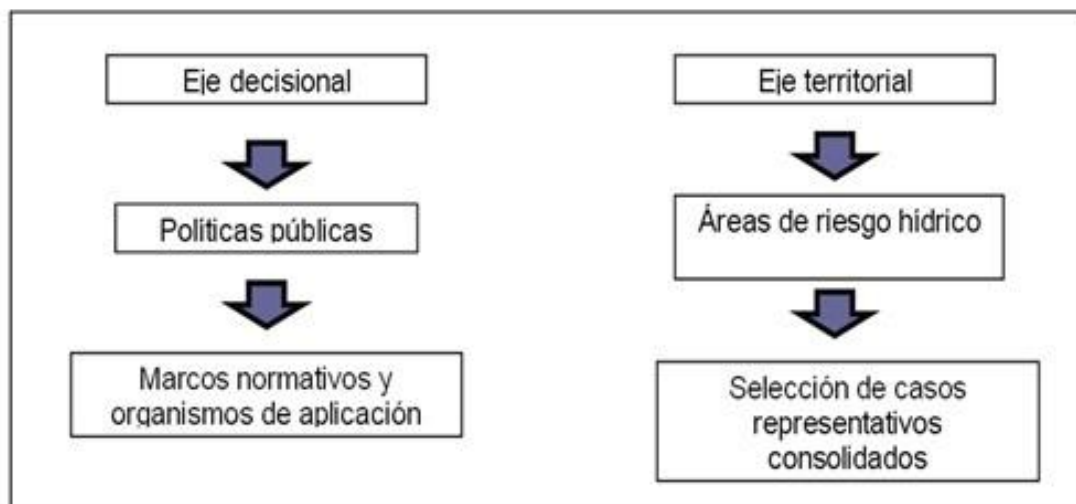 Eje decisional
Políticas públicas
Marcos normativos y
organismos de aplicación
Eje territorial
Áreas de riesgo hídrico
Selección de casos
representativos
consolidados